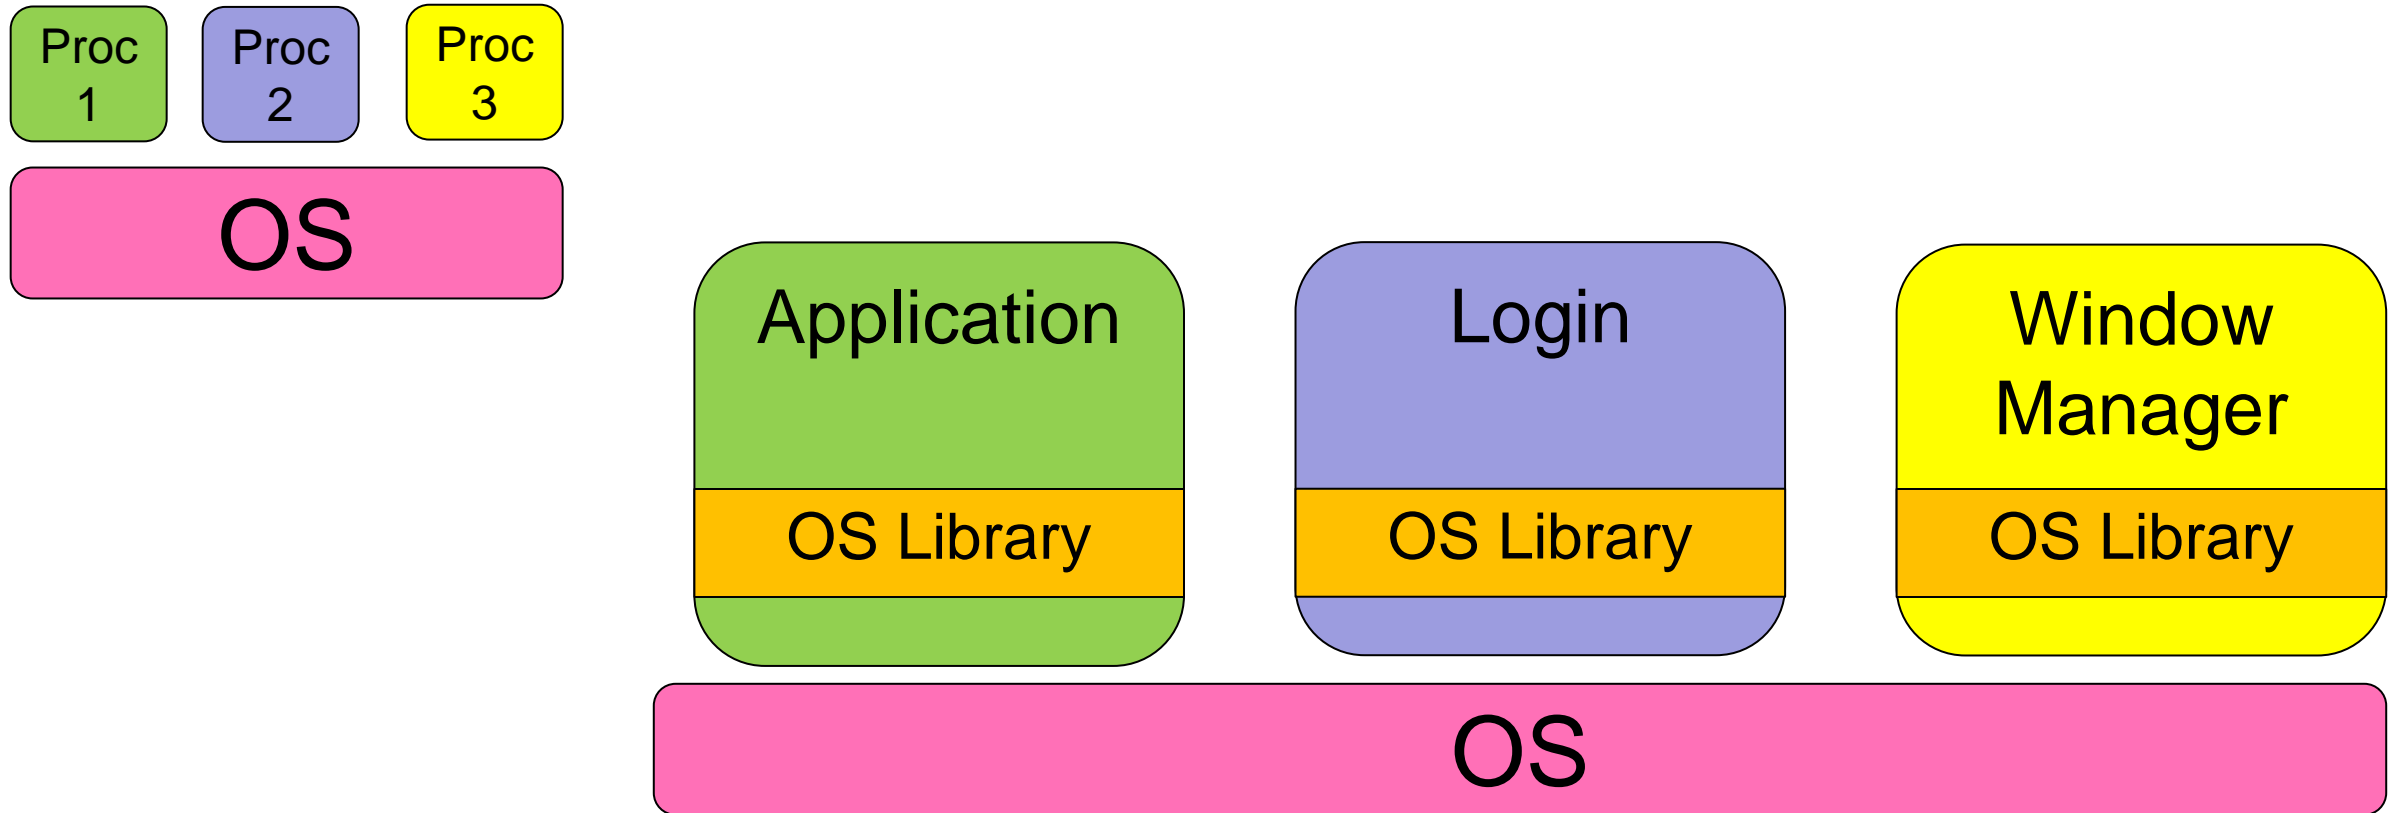 Proc
1
Proc
2
Proc
3
OS
Application
OS Library
Login
OS Library
Window
Manager
OS Library
OS